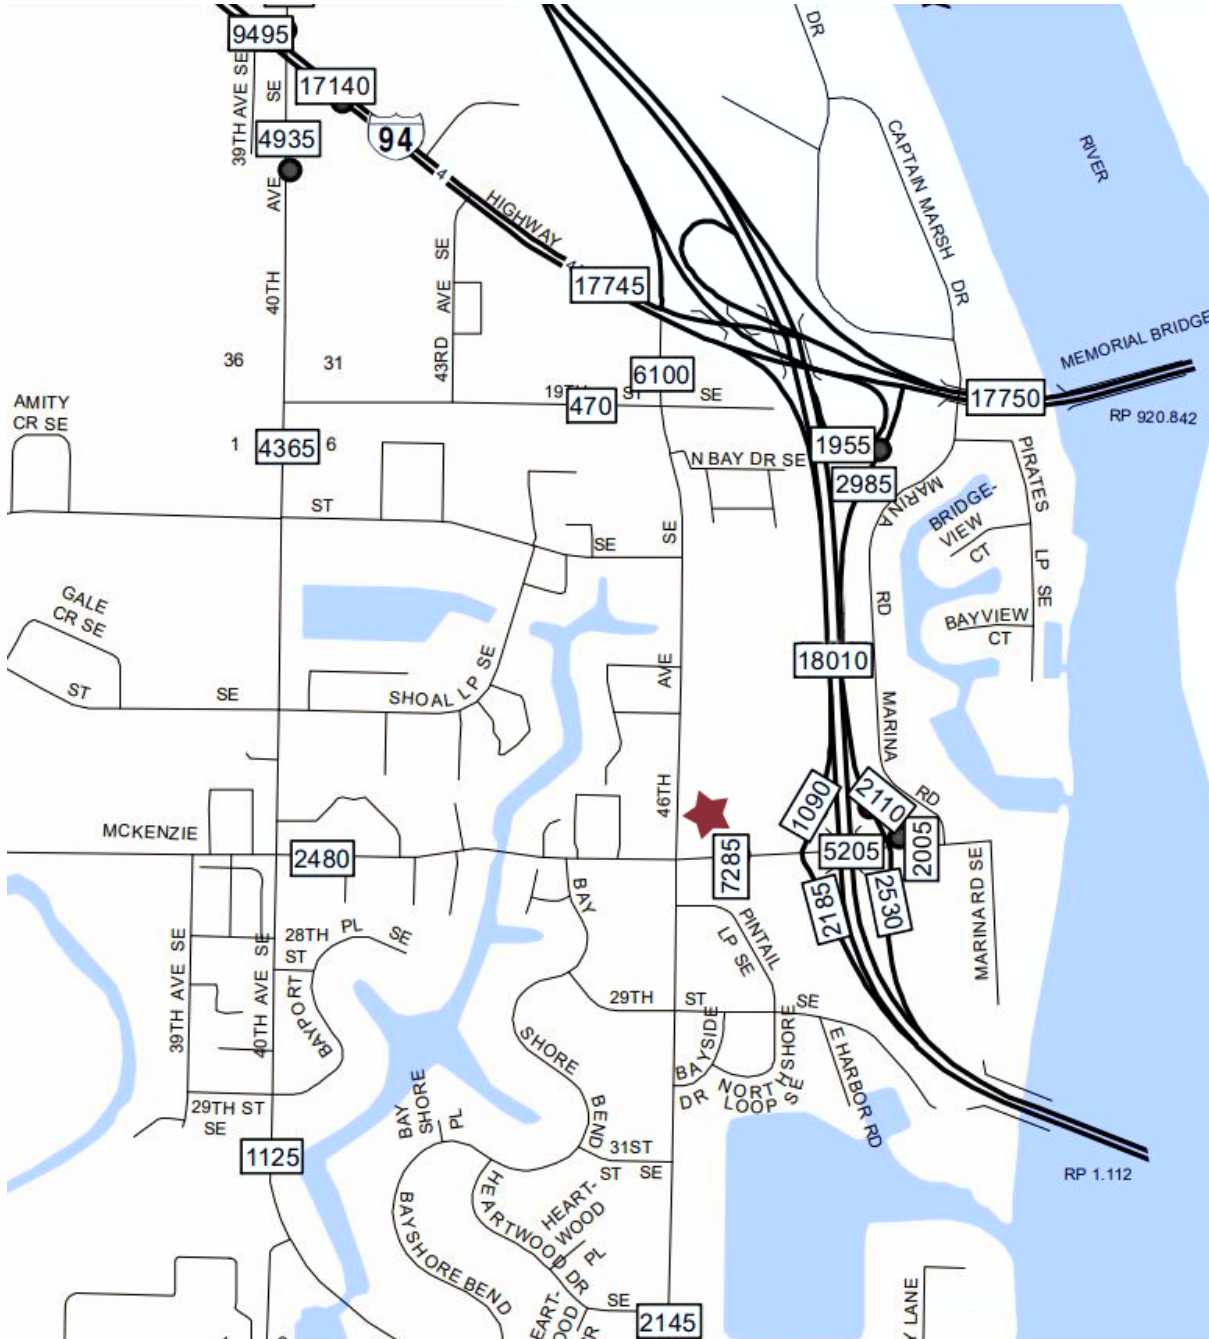 9495
DR
39TH AVE SE
SE
17140
4935
94
4
CAPTAIN MARSH DR
RIVER
AVE
HIGHWAY
SE
4
17745
40TH
AVE
43RD
MEMORIAL BRIDGE
36
31
6100
19TH ST SE
470
17750
RP 920.842
AMITY
CR SE
1
4365
6
1955
N BAY DR SE
2985
MARINA
PIRATES
LP
SE
BRIDGE-
VIEW
CT
ST
SE
SE
GALE
CR SE
RD
BAYVIEW
CT
ST
SE
SHOAL LP SE
AVE
18010
MARINA
RD
46TH
1090
2110
MCKENZIE
2480
7285
5205
2005
MARINA RD SE
2185
2530
BAY
PINTAIL
LP SE
28TH
ST
PL
SE
39TH AVE SE
40TH AVE SE
BAYPORT
29TH
ST
SE
SHORE
BAYSIDE
DR
NORTHSHORE
LOOP SE
E HARBOR RD
BAY
SHORE
PL
BEND
29TH ST
SE
1125
31ST
ST SE
RP 1.112
HEARTWOOD DR
HEART-
WOOD
PL
BAYSHORE BEND
SE
2145